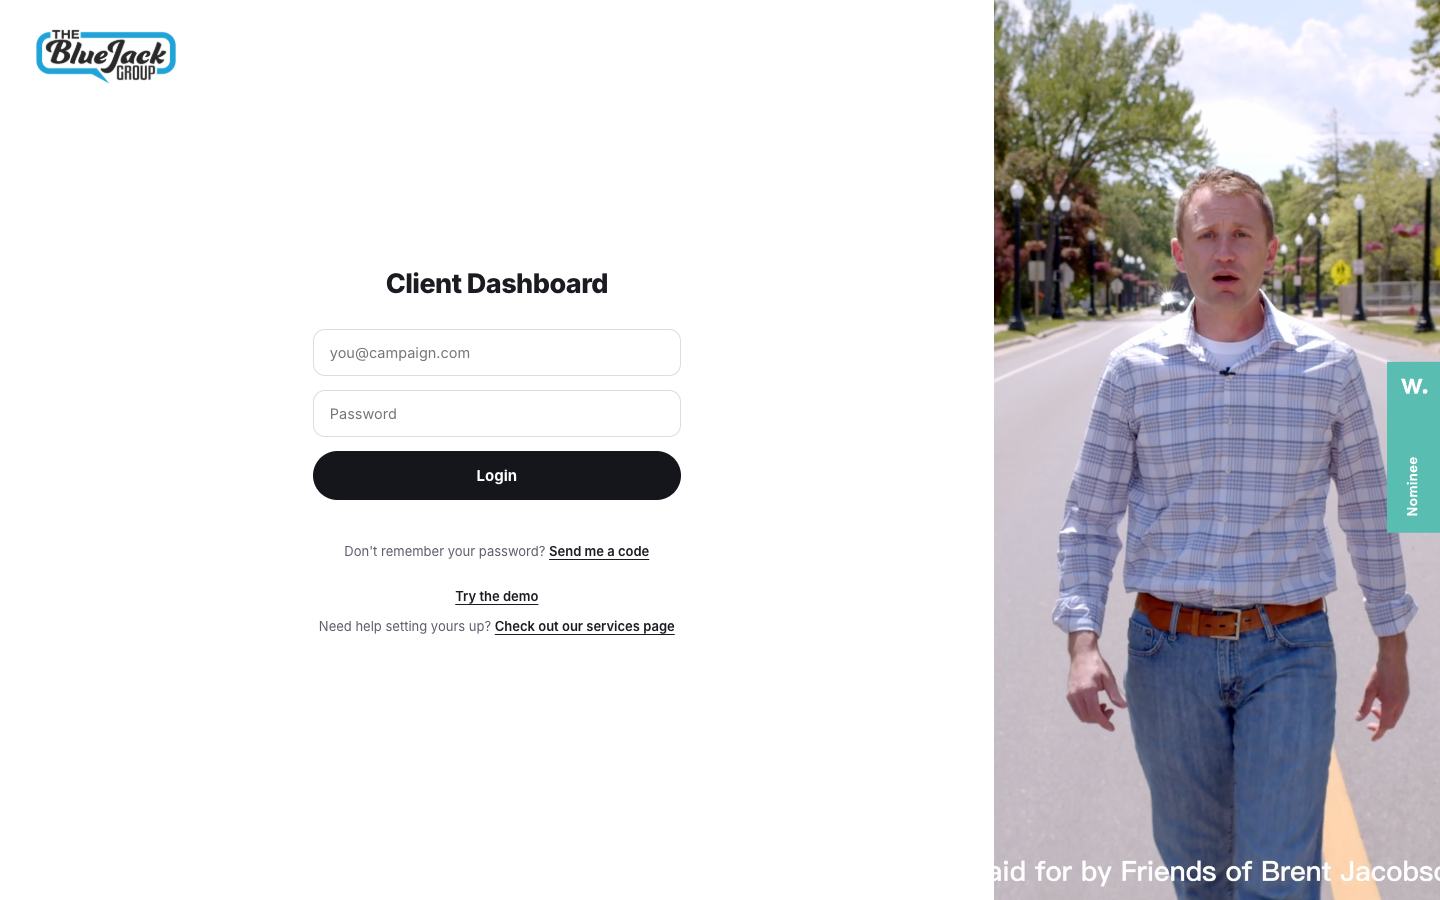 THE
BlueJack
GROUP
Client Dashboard
you@campaign.com
Password
Login
Don't remember your password? Send me a code
Try the demo
Need help setting yours up? Check out our services page
W.
Nominee
aid for by Friends of Brent Jacobso